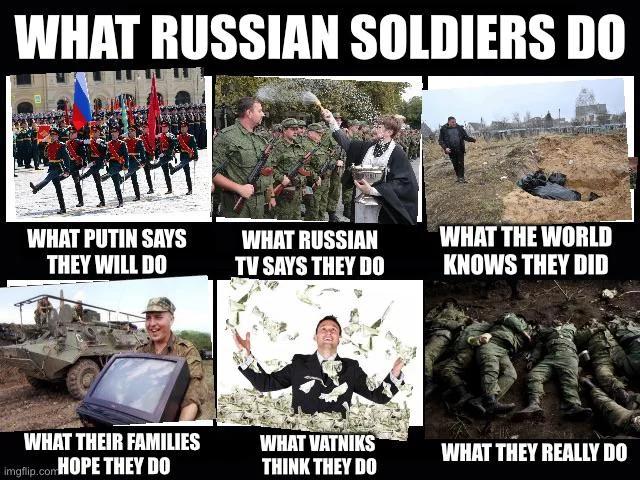 WHAT RUSSIAN SOLDIERS DO
WHAT PUTIN SAYS
THEY WILL DO
WHAT RUSSIAN
TV SAYS THEY DO
WHAT THE WORLD
KNOWS THEY DID
WHAT THEIR FAMILIES
HOPE THEY DO
WHAT VATNIKS
THINK THEY DO
WHAT THEY REALLY DO
imgflip.com